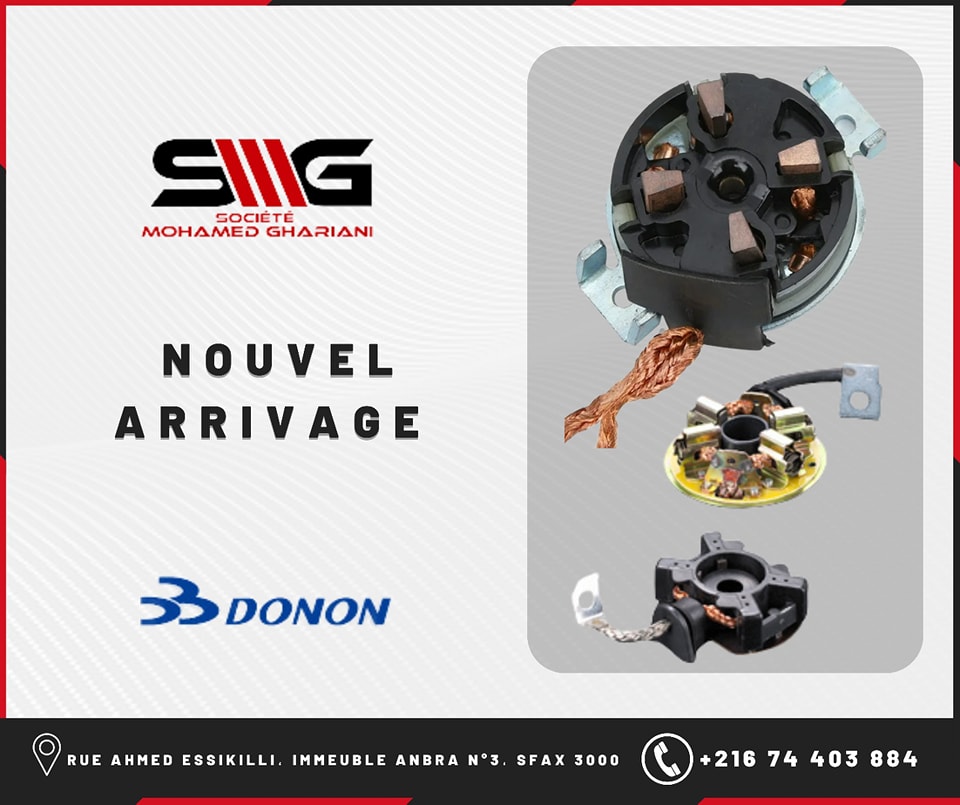 SMG
SOCIÉTÉ
MOHAMED GHARIANI
NOUVEL
ARRIVAGE
DONON
RUE AHMED ESSIKILLI. IMMEUBLE ANBRA N°3. SFAX 3000
+216 74 403 884